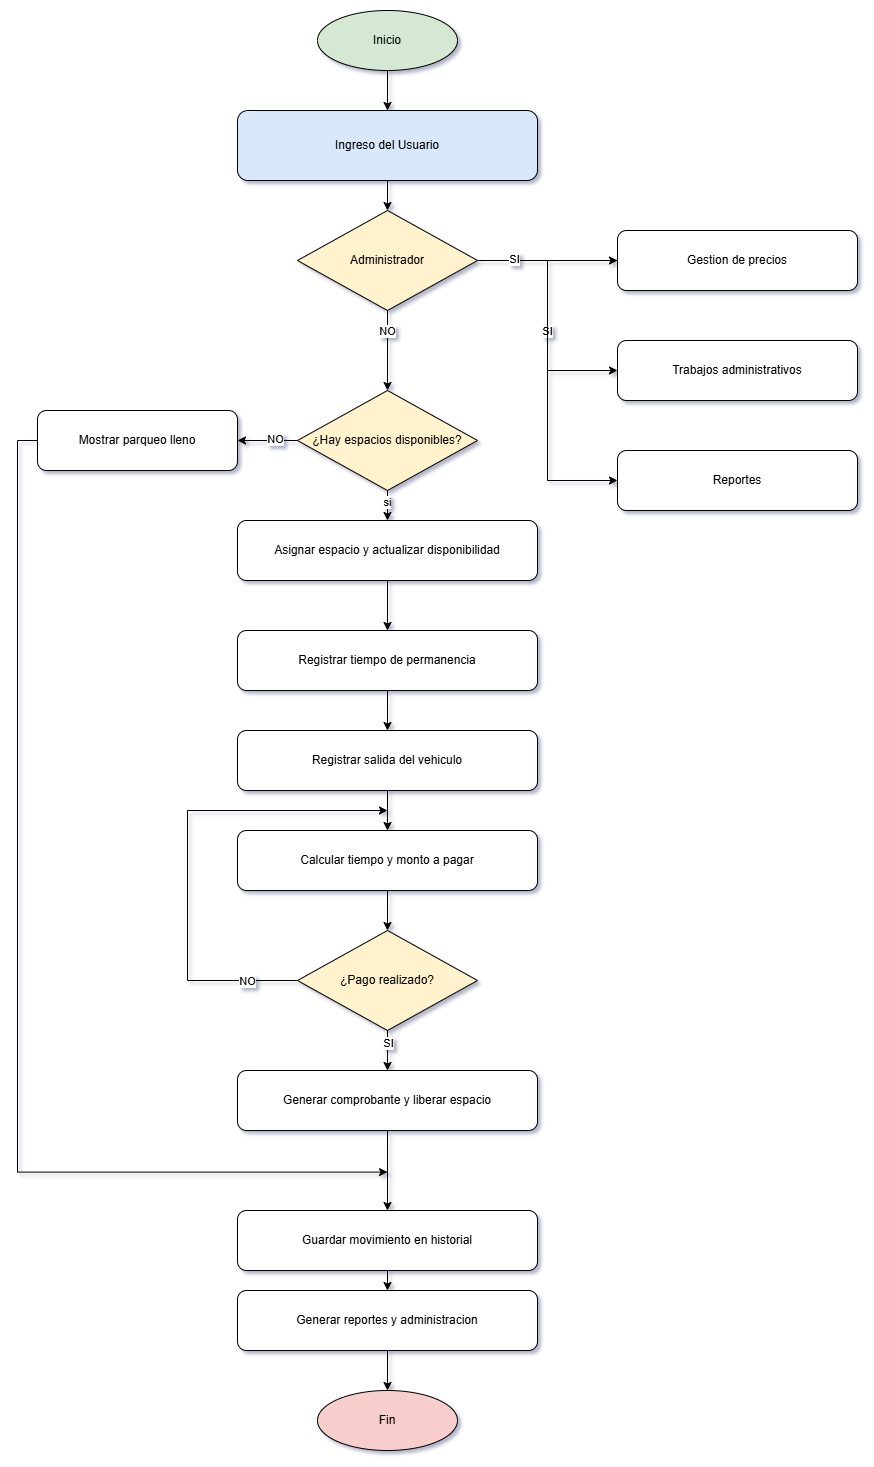 Inicio
Ingreso del Usuario
Administrador
SI
Gestion de precios
NO
SI
Trabajos administrativos
Mostrar parqueo lleno
NO
¿Hay espacios disponibles?
Reportes
si
Asignar espacio y actualizar disponibilidad
Registrar tiempo de permanencia
Registrar salida del vehiculo
Calcular tiempo y monto a pagar
¿Pago realizado?
NO
SI
Generar comprobante y liberar espacio
Guardar movimiento en historial
Generar reportes y administracion
Fin